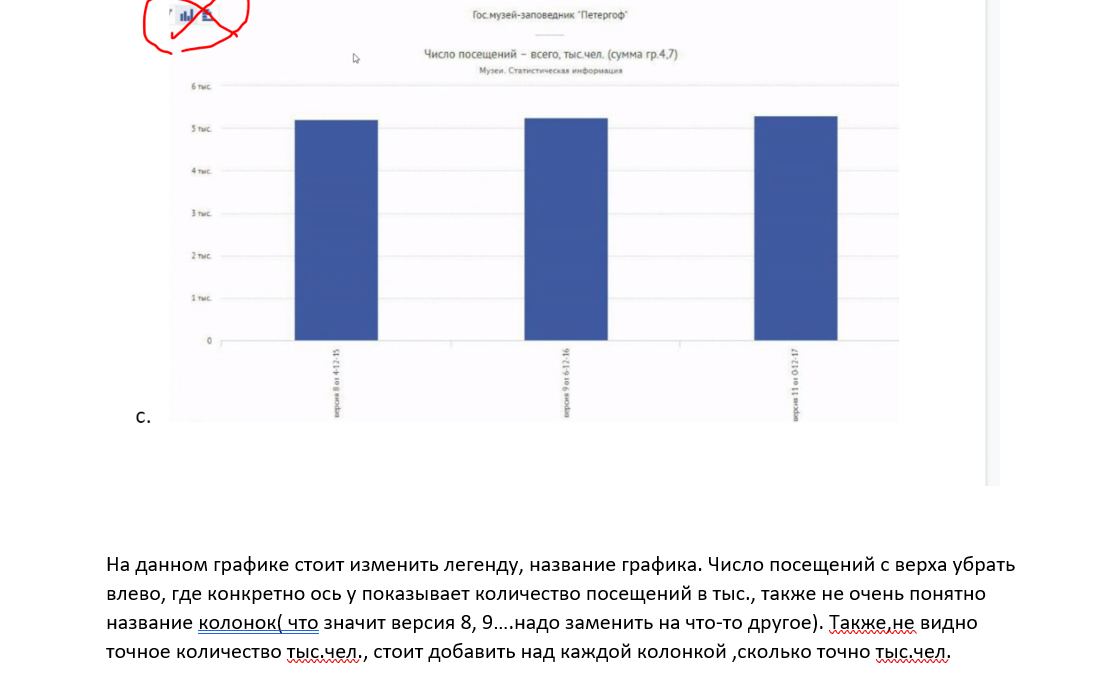 Гос.музей-заповедник "Петергоф"
Число посещений – всего, тыс.чел. (сумма гр.4,7)
Музеи. Статистическая информация
6 тыс.
5 тыс.
4 тыс.
3 тыс.
2 тыс.
1 тыс.
0
версия 8 от 4-12-15
версия 9 от 6-12-16
версия 11 от 0-12-17
c.
На данном графике стоит изменить легенду, название графика. Число посещений с верха убрать
влево, где конкретно ось у показывает количество посещений в тыс., также не очень понятно
название колонок( что значит версия 8, 9….надо заменить на что-то другое). Также,не видно
точное количество тыс.чел., стоит добавить над каждой колонкой ,сколько точно тыс.чел.